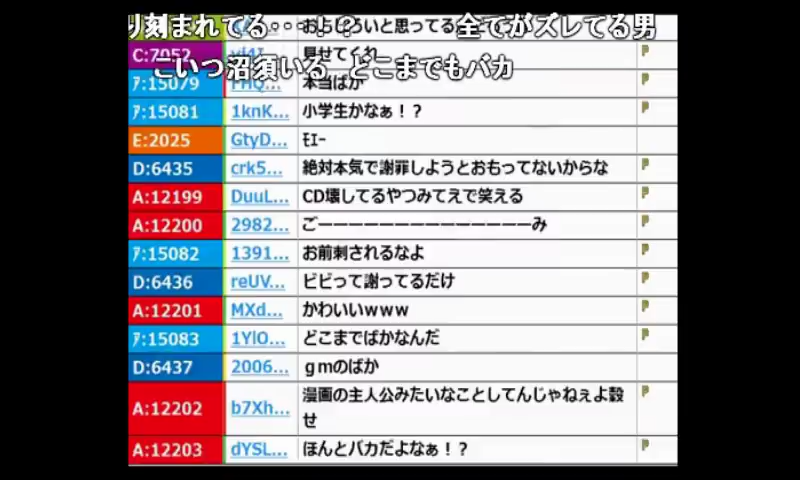 り刻まれてる・・・！？ 全てがズレてる男
おもしろいと思ってる
C:7052 見せてくれ P
こいつ沼須いる どこまでもバカ
ｱ:15079 FHQ... 本当ばか P
ｱ:15081 1knK... 小学生かなぁ！？ P
E:2025 GtyD... ﾓｴｰ
D:6435 crk5... 絶対本気で謝罪しようとおもってないからな P
A:12199 DuuL... CD壊してるやつみてえで笑える P
A:12200 2982... ごーーーーーーーーーーーーーーみ P
ｱ:15082 1391... お前刺されるなよ P
D:6436 reUV... ビビって謝ってるだけ P
A:12201 MXd... かわいいｗｗｗ P
ｱ:15083 1YlO... どこまでばかなんだ P
D:6437 2006... ｇｍのばか
A:12202 b7Xh... 漫画の主人公みたいなことしてんじゃねぇよ毅 P
せ
A:12203 dYSL... ほんとバカだよなぁ！？ P